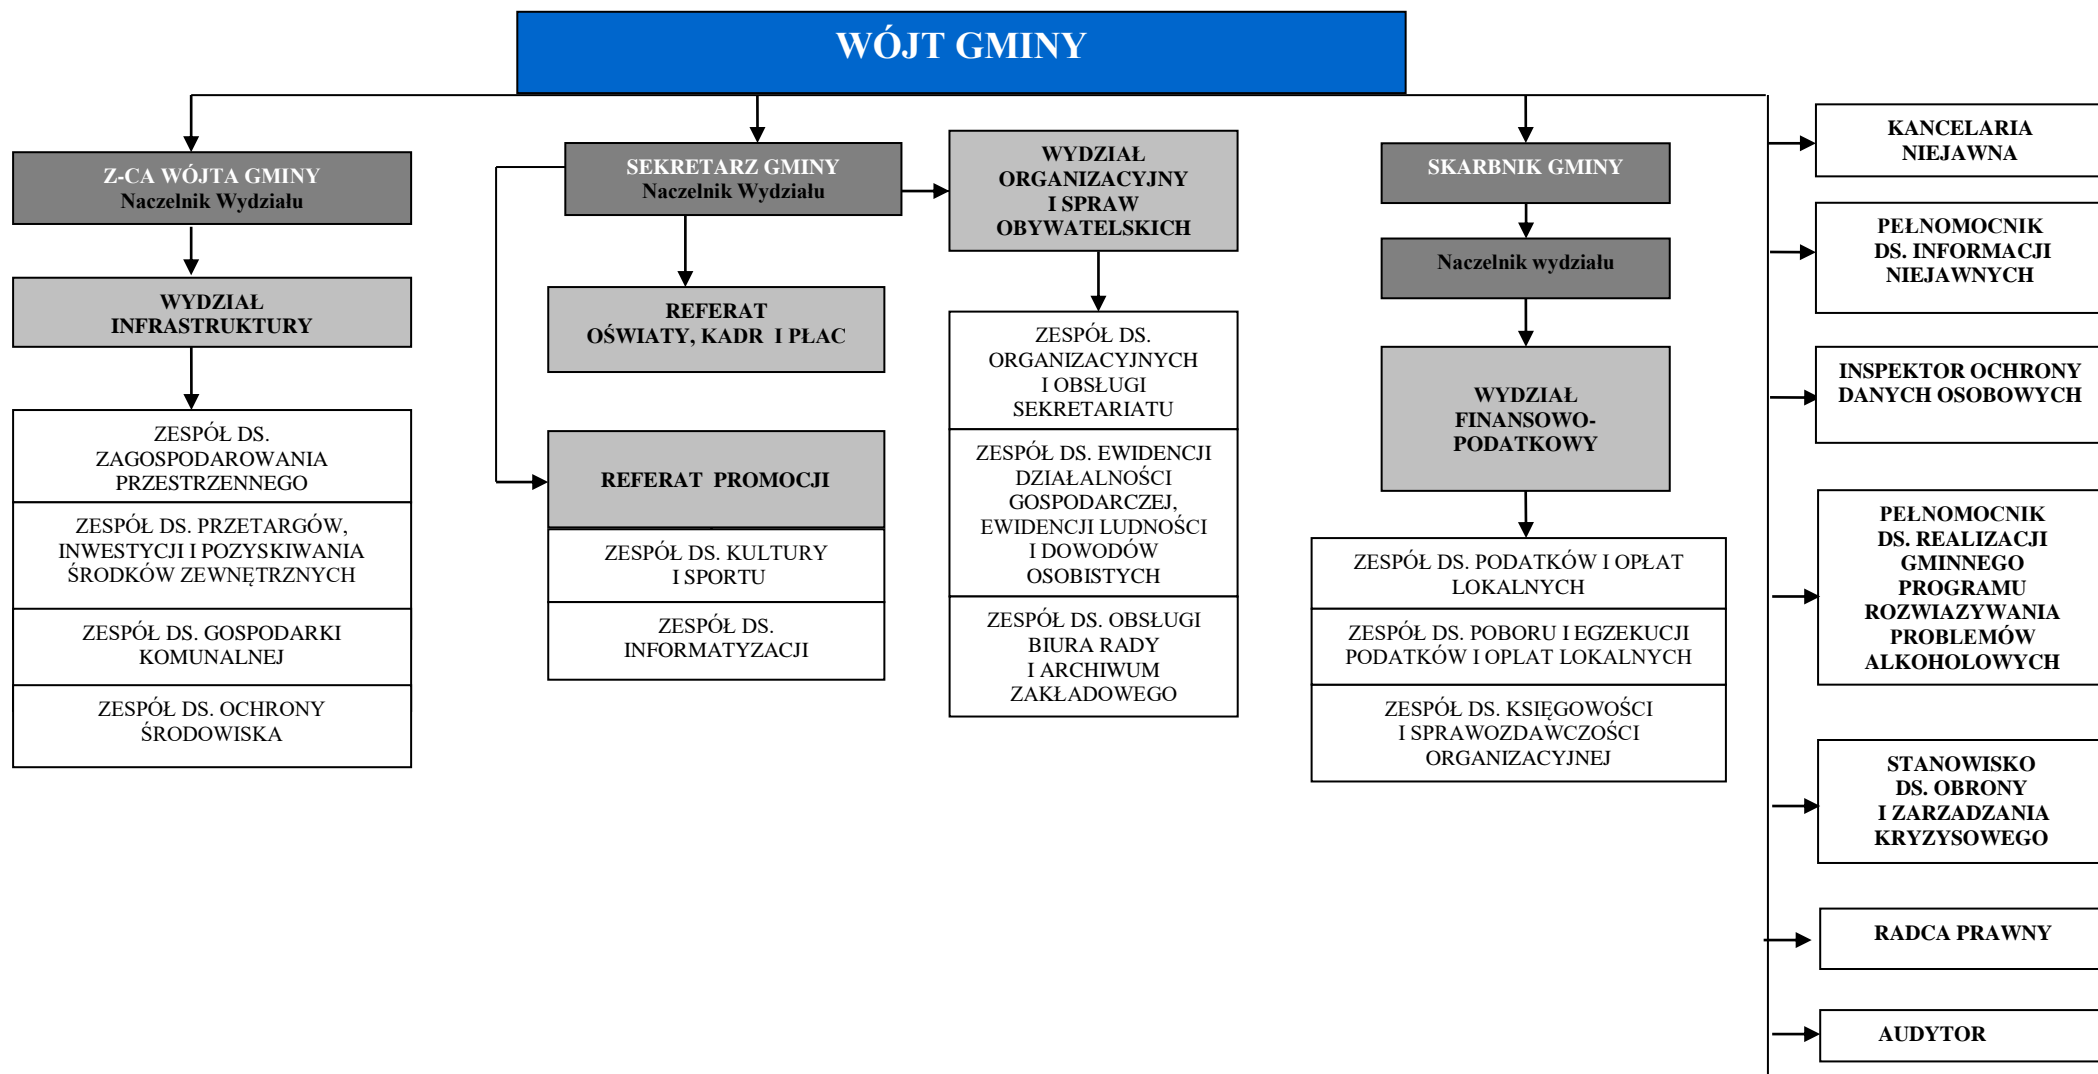 WÓJT GMINY
Z-CA WÓJTA GMINY
Naczelnik Wydziału
WYDZIAŁ
INFRASTRUKTURY
ZESPÓŁ DS.
ZAGOSPODAROWANIA
PRZESTRZENNEGO
ZESPÓŁ DS. PRZETARGÓW,
INWESTYCJI I POZYSKIWANIA
ŚRODKÓW ZEWNĘTRZNYCH
ZESPÓŁ DS. GOSPODARKI
KOMUNALNEJ
ZESPÓŁ DS. OCHRONY
ŚRODOWISKA
SEKRETARZ GMINY
Naczelnik Wydziału
REFERAT
OŚWIATY, KADR I PŁAC
REFERAT PROMOCJI
ZESPÓŁ DS. KULTURY
I SPORTU
ZESPÓŁ DS.
INFORMATYZACJI
WYDZIAŁ
ORGANIZACYJNY
I SPRAW
OBYWATELSKICH
ZESPÓŁ DS.
ORGANIZACYJNYCH
I OBSŁUGI
SEKRETARIATU
ZESPÓŁ DS. EWIDENCJI
DZIAŁALNOŚCI
GOSPODARCZEJ,
EWIDENCJI LUDNOŚCI
I DOWODÓW
OSOBISTYCH
ZESPÓŁ DS. OBSŁUGI
BIURA RADY
I ARCHIWUM
ZAKŁADOWEGO
SKARBNIK GMINY
Naczelnik wydziału
WYDZIAŁ
FINANSOWO-
PODATKOWY
ZESPÓŁ DS. PODATKÓW I OPŁAT
LOKALNYCH
ZESPÓŁ DS. POBORU I EGZEKUCJI
PODATKÓW I OPLAT LOKALNYCH
ZESPÓŁ DS. KSIĘGOWOŚCI
I SPRAWOZDAWCZOŚCI
ORGANIZACYJNEJ
KANCELARIA
NIEJAWNA
PEŁNOMOCNIK
DS. INFORMACJI
NIEJAWNYCH
INSPEKTOR OCHRONY
DANYCH OSOBOWYCH
PEŁNOMOCNIK
DS. REALIZACJI
GMINNEGO
PROGRAMU
ROZWIAZYWANIA
PROBLEMÓW
ALKOHOLOWYCH
STANOWISKO
DS. OBRONY
I ZARZADZANIA
KRYZYSOWEGO
RADCA PRAWNY
AUDYTOR